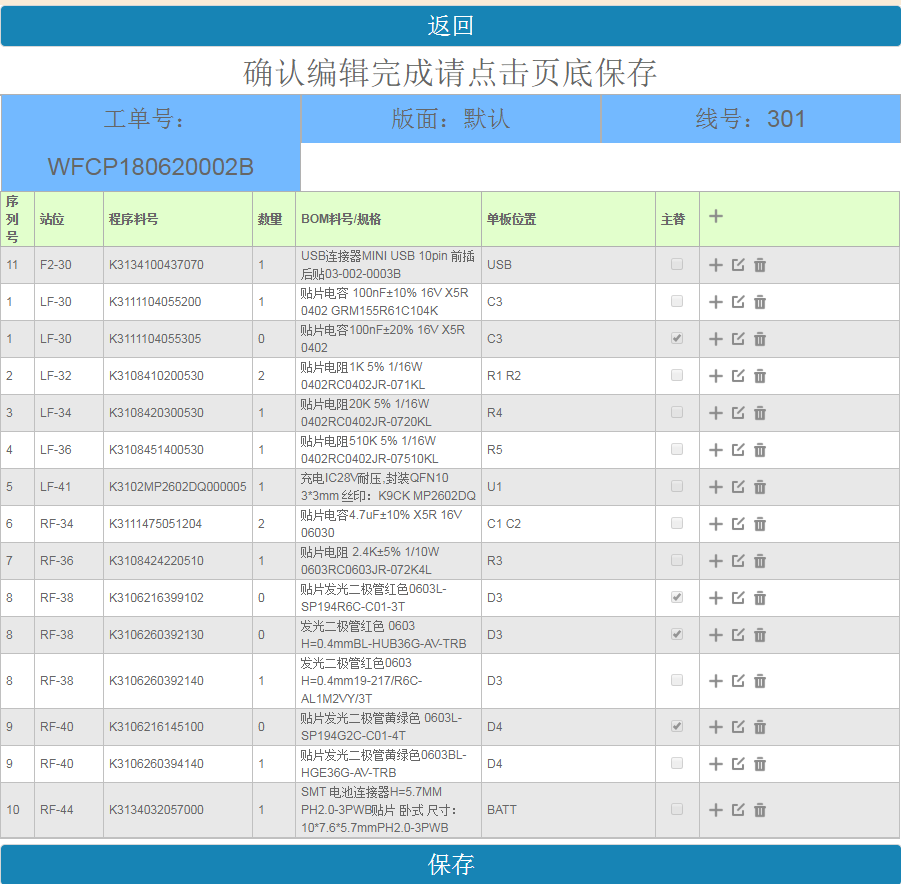 返回
确认编辑完成请点击页底保存
工单号：
WFCP180620002B
版面：默认
线号：301
序列号 站位 程序料号 数量 BOM料号/规格 单板位置 主替
11 F2-30 K3134100437070 1 USB连接器MINI USB 10pin 前插后贴03-002-0003B USB
1 LF-30 K3111104055200 1 贴片电容 100nF±10% 16V X5R 0402 GRM155R61C104K C3
1 LF-30 K3111104055305 0 贴片电容100nF±20% 16V X5R 0402 C3
2 LF-32 K3108410200530 2 贴片电阻1K 5% 1/16W 0402RC0402JR-071KL R1 R2
3 LF-34 K3108420300530 1 贴片电阻20K 5% 1/16W 0402RC0402JR-0720KL R4
4 LF-36 K3108451400530 1 贴片电阻510K 5% 1/16W 0402RC0402JR-07510KL R5
5 LF-41 K3102MP2602DQ000005 1 充电IC28V耐压,封装QFN10 3*3mm 丝印：K9CK MP2602DQ U1
6 RF-34 K3111475051204 2 贴片电容4.7uF±10% X5R 16V 06030 C1 C2
7 RF-36 K3108424220510 1 贴片电阻 2.4K±5% 1/10W 0603RC0603JR-072K4L R3
8 RF-38 K3106216399102 0 贴片发光二极管红色0603L-SP194R6C-C01-3T D3
8 RF-38 K3106260392130 0 发光二极管红色 0603 H=0.4mmBL-HUB36G-AV-TRB D3
8 RF-38 K3106260392140 1 发光二极管红色0603 H=0.4mm19-217/R6C-AL1M2VY/3T D3
9 RF-40 K3106216145100 0 贴片发光二极管黄绿色 0603L-SP194G2C-C01-4T D4
9 RF-40 K3106260394140 1 贴片发光二极管黄绿色0603BL-HGE36G-AV-TRB D4
10 RF-44 K3134032057000 1 SMT 电池连接器H=5.7MM PH2.0-3PWB贴片 卧式 尺寸：10*7.6*5.7mmPH2.0-3PWB BATT
保存